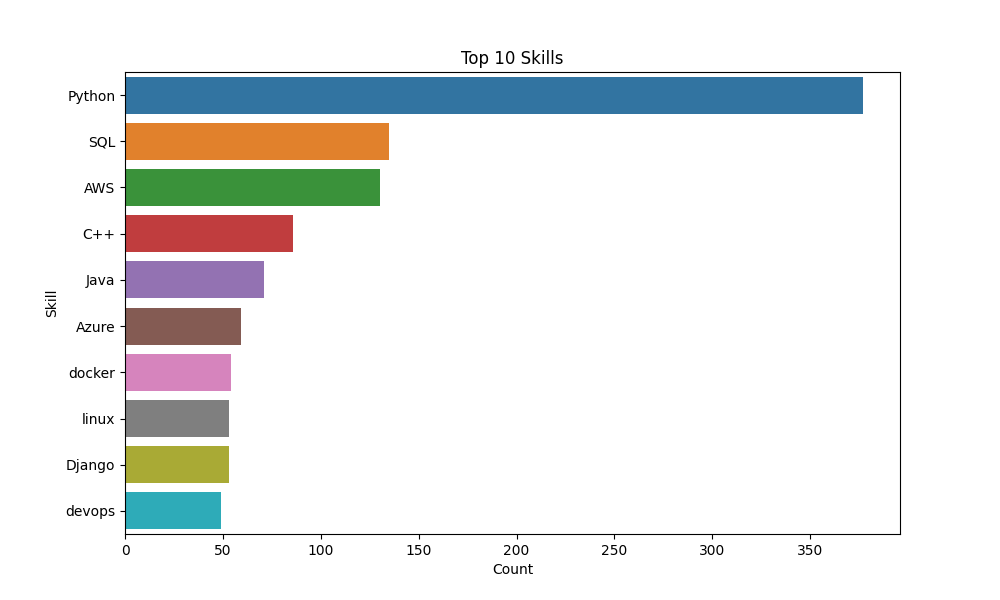 Top 10 Skills
Python
SQL
AWS
C++
Java
Azure
docker
linux
Django
devops
Skill
0 50 100 150 200 250 300 350
Count